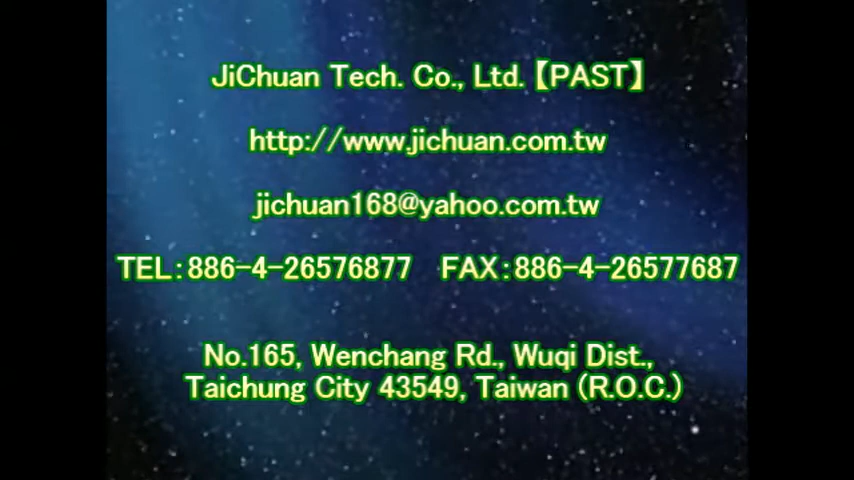 JiChuan Tech. Co., Ltd.【PAST】
http://www.jichuan.com.tw
jichuan168@yahoo.com.tw
TEL:886-4-26576877 FAX:886-4-26577687
No.165, Wenchang Rd., Wuqi Dist.,
Taichung City 43549, Taiwan (R.O.C.)